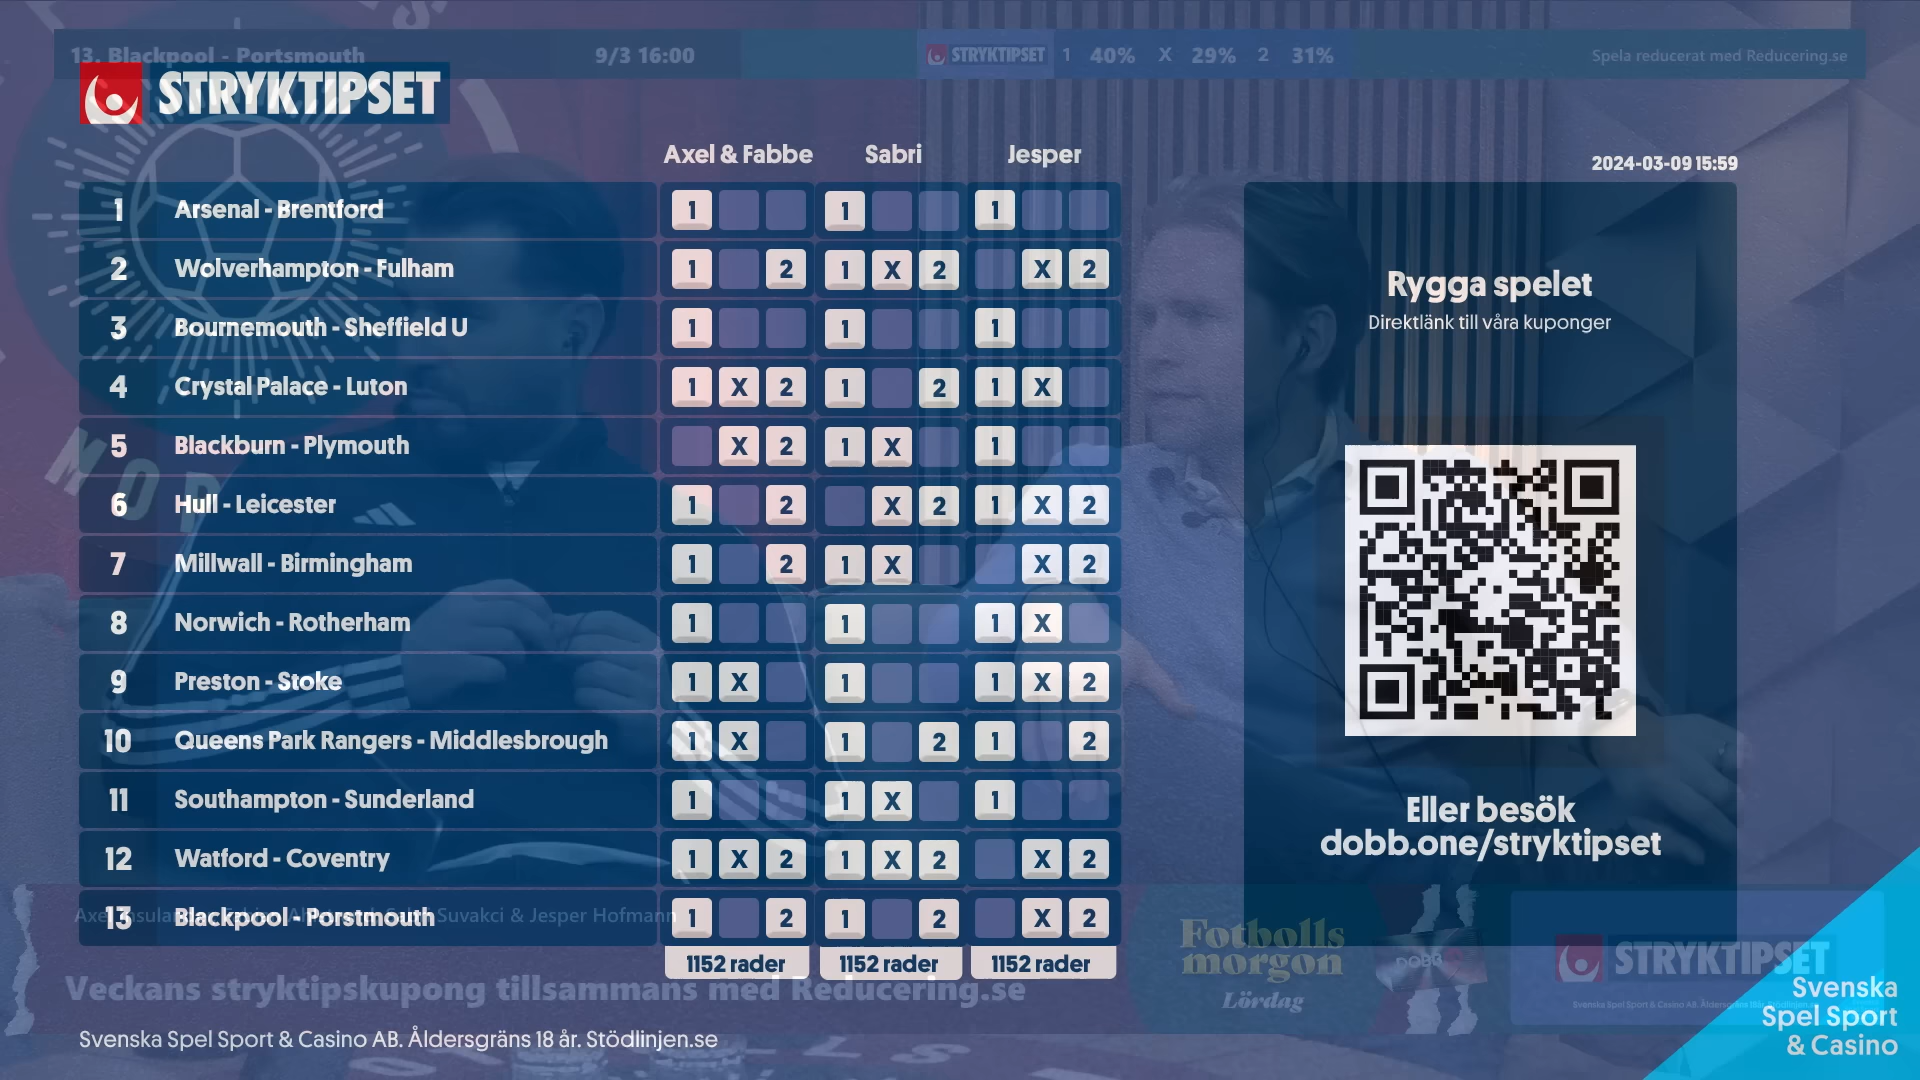 13. Blackpool - Portsmouth 9/3 16:00 STRYKTIPSET 1 40% X 29% 2 31% Spela reducerat med Reducering.se
STRYKTIPSET
Axel & Fabbe Sabri Jesper
2024-03-09 15:59
1 Arsenal - Brentford 1 1 1
2 Wolverhampton - Fulham 1 2 1 X 2 X 2
3 Bournemouth - Sheffield U 1 1 1
4 Crystal Palace - Luton 1 X 2 1 2 1 X
5 Blackburn - Plymouth X 2 1 X 1
6 Hull - Leicester 1 2 X 2 1 X 2
7 Millwall - Birmingham 1 2 1 X X 2
8 Norwich - Rotherham 1 1 1 X
9 Preston - Stoke 1 X 1 1 X 2
10 Queens Park Rangers - Middlesbrough 1 X 1 2 1 2
11 Southampton - Sunderland 1 1 X 1
12 Watford - Coventry 1 X 2 1 X 2 X 2
13 Blackpool - Porstmouth 1 2 1 2 X 2
1152 rader 1152 rader 1152 rader
Rygga spelet
Direktlänk till våra kuponger
Eller besök
dobb.one/stryktipset
Suvakci & Jesper Hofmann
Veckans stryktipskupong tillsammans med Reducering.se
Fotbolls
morgon
Lördag
STRYKTIPSET
Svenska Spel Sport & Casino AB. Åldersgräns 18 år. Stödlinjen.se
Svenska
Spel Sport
& Casino